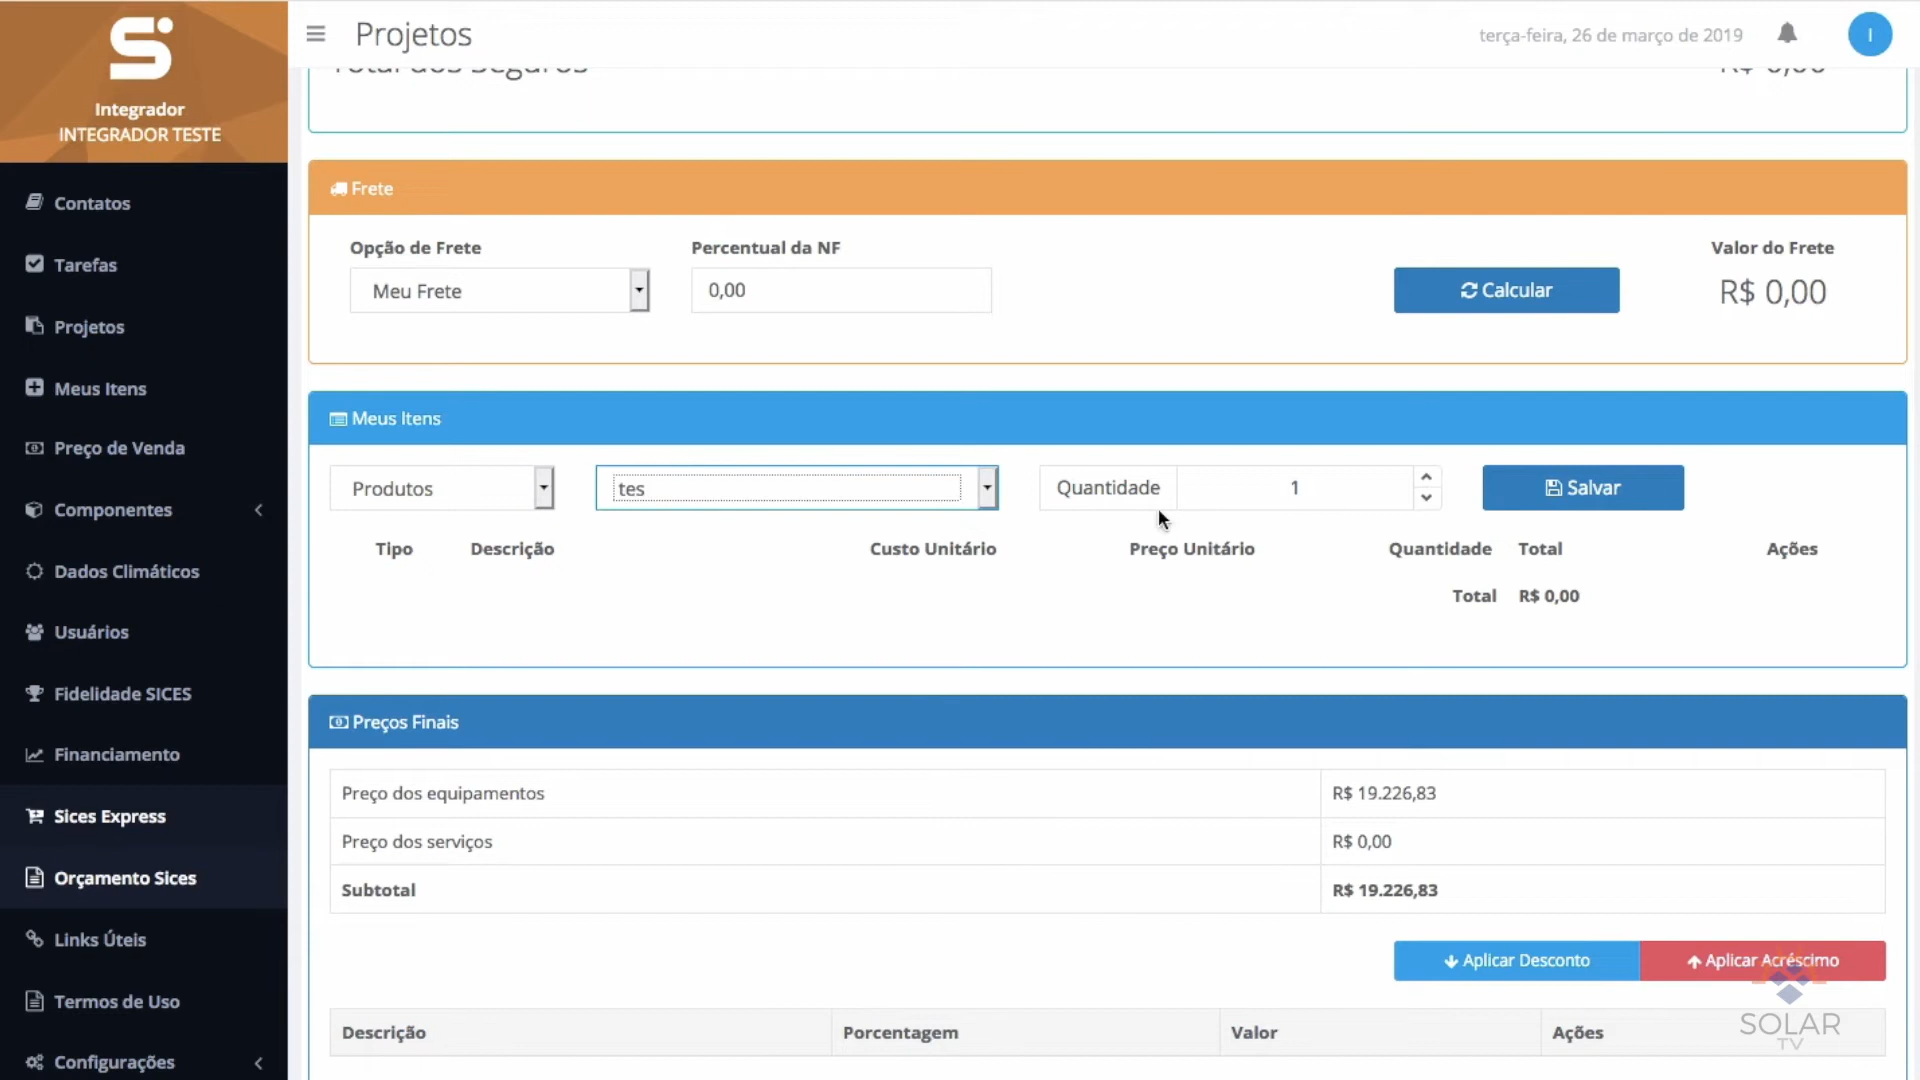 Projetos
terça-feira, 26 de março de 2019
I
Integrador
INTEGRADOR TESTE
Contatos
Tarefas
Projetos
Meus Itens
Preço de Venda
Componentes
Dados Climáticos
Usuários
Fidelidade SICES
Financiamento
Sices Express
Orçamento Sices
Links Úteis
Termos de Uso
Configurações
Total dos Seguros
R$ 0,00
Frete
Opção de Frete
Percentual da NF
Valor do Frete
Meu Frete
0,00
Calcular
R$ 0,00
Meus Itens
Produtos
tes
Quantidade
1
Salvar
Tipo
Descrição
Custo Unitário
Preço Unitário
Quantidade
Total
Ações
Total
R$ 0,00
Preços Finais
Preço dos equipamentos
R$ 19.226,83
Preço dos serviços
R$ 0,00
Subtotal
R$ 19.226,83
Aplicar Desconto
Aplicar Acréscimo
Descrição
Porcentagem
Valor
Ações
SOLAR
TV